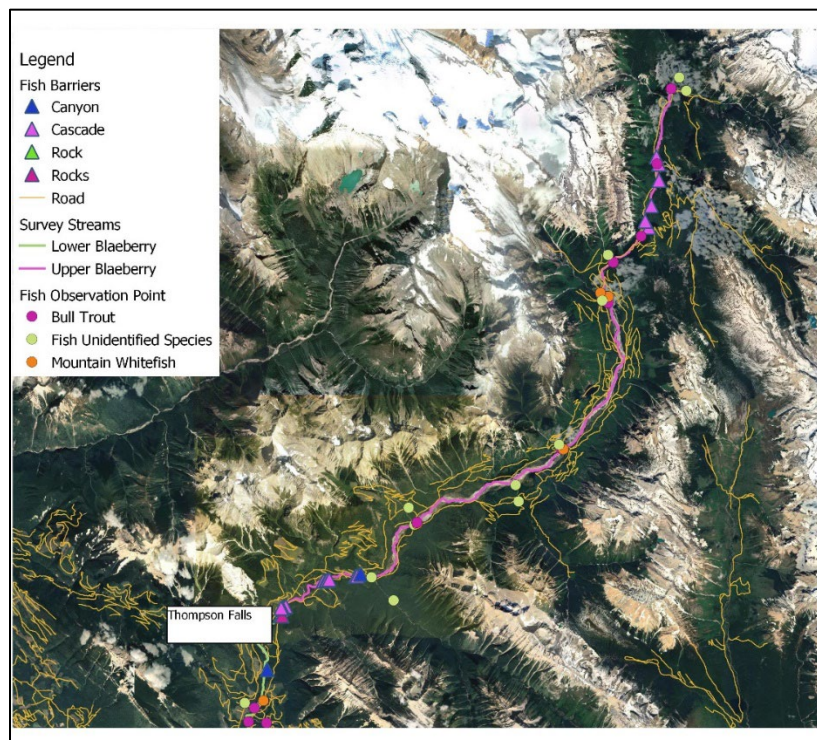 Legend
Fish Barriers
Canyon
Cascade
Rock
Rocks
Road
Survey Streams
Lower Blaeberry
Upper Blaeberry
Fish Observation Point
Bull Trout
Fish Unidentified Species
Mountain Whitefish
Thompson Falls